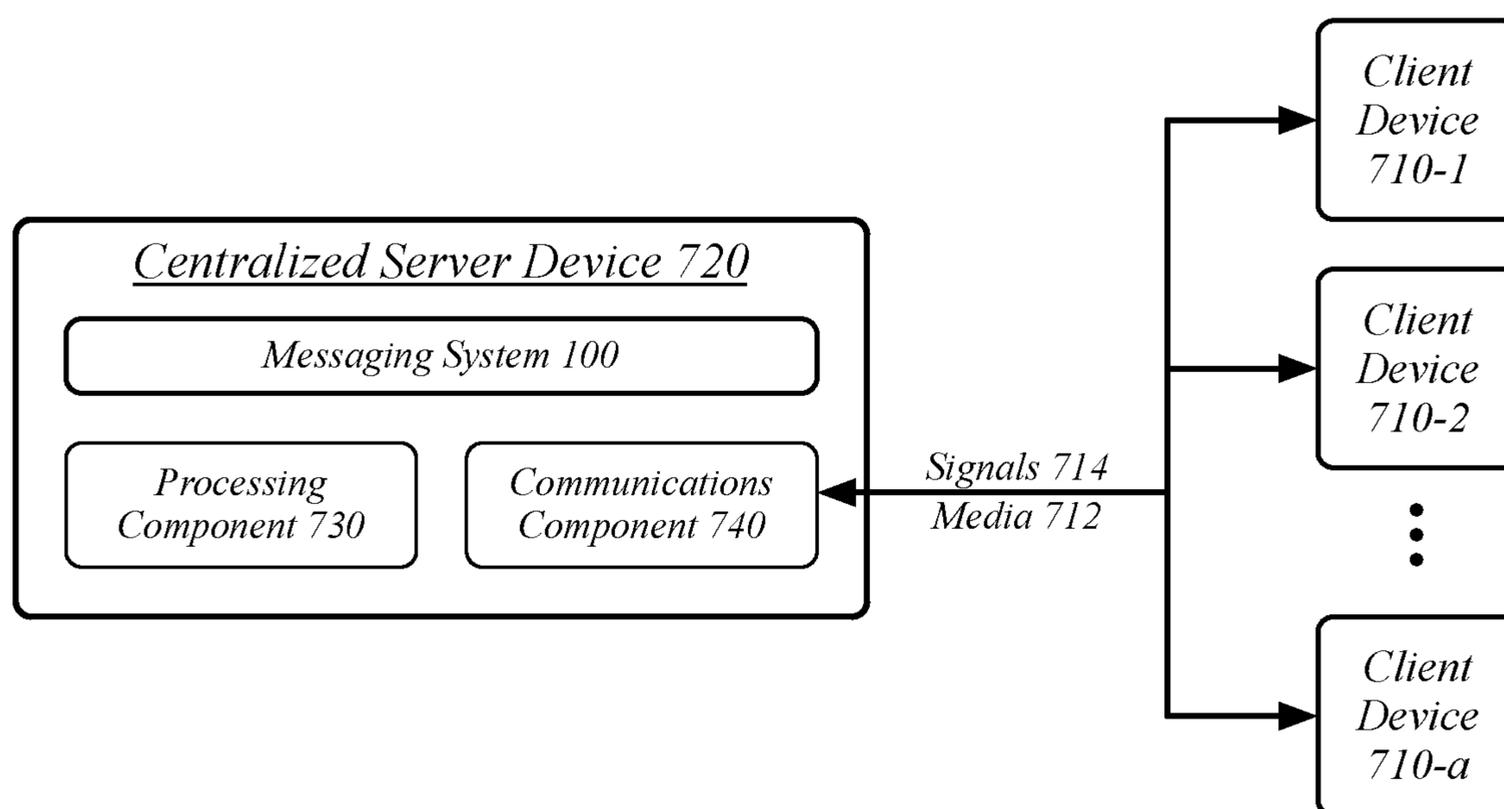 Centralized Server Device 720
Messaging System 100
Processing
Component 730
Communications
Component 740
Signals 714
Media 712
Client
Device
710-1
Client
Device
710-2
Client
Device
710-a